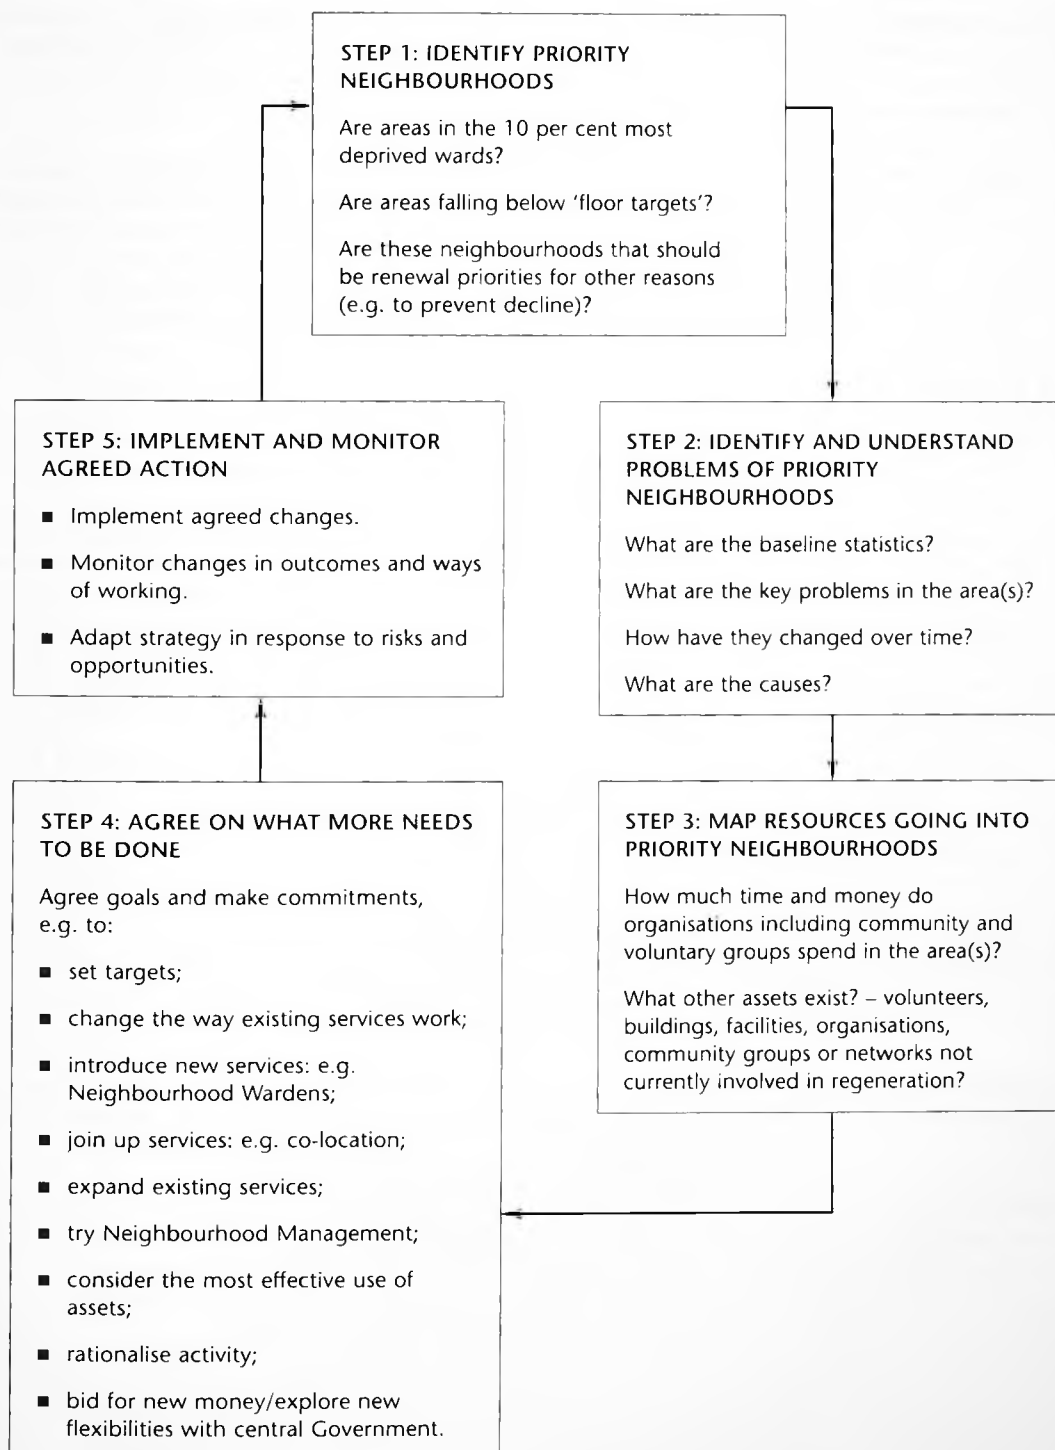 STEP 1: IDENTIFY PRIORITY
NEIGHBOURHOODS
Are areas in the 10 per cent most
deprived wards?
Are areas falling below 'floor targets'?
Are these neighbourhoods that should
be renewal priorities for other reasons
(e.g. to prevent decline)?
STEP 2: IDENTIFY AND UNDERSTAND
PROBLEMS OF PRIORITY
NEIGHBOURHOODS
What are the baseline statistics?
What are the key problems in the area(s)?
How have they changed over time?
What are the causes?
STEP 3: MAP RESOURCES GOING INTO
PRIORITY NEIGHBOURHOODS
How much time and money do
organisations including community and
voluntary groups spend in the area(s)?
What other assets exist? – volunteers,
buildings, facilities, organisations,
community groups or networks not
currently involved in regeneration?
STEP 4: AGREE ON WHAT MORE NEEDS
TO BE DONE
Agree goals and make commitments,
e.g. to:
■ set targets;
■ change the way existing services work;
■ introduce new services: e.g.
Neighbourhood Wardens;
■ join up services: e.g. co-location;
■ expand existing services;
■ try Neighbourhood Management;
■ consider the most effective use of
assets;
■ rationalise activity;
■ bid for new money/explore new
flexibilities with central Government.
STEP 5: IMPLEMENT AND MONITOR
AGREED ACTION
■ Implement agreed changes.
■ Monitor changes in outcomes and ways
of working.
■ Adapt strategy in response to risks and
opportunities.